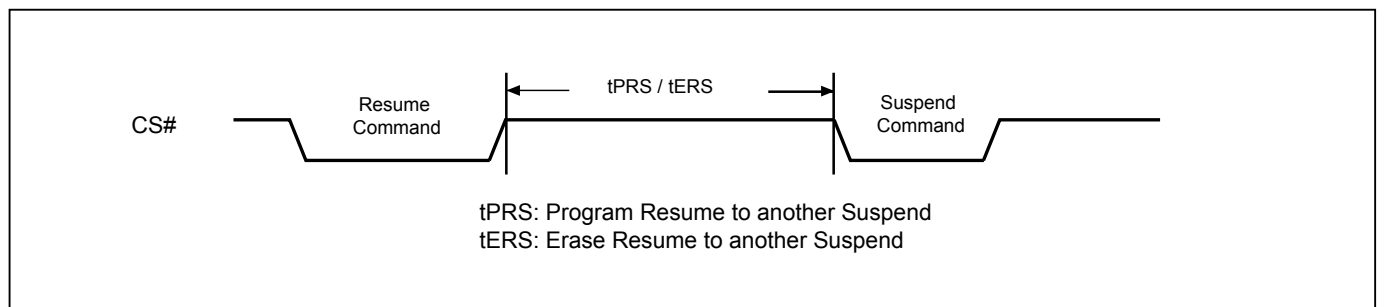 tPRS / tERS
Resume
Command
Suspend
Command
CS#
tPRS: Program Resume to another Suspend
tERS: Erase Resume to another Suspend